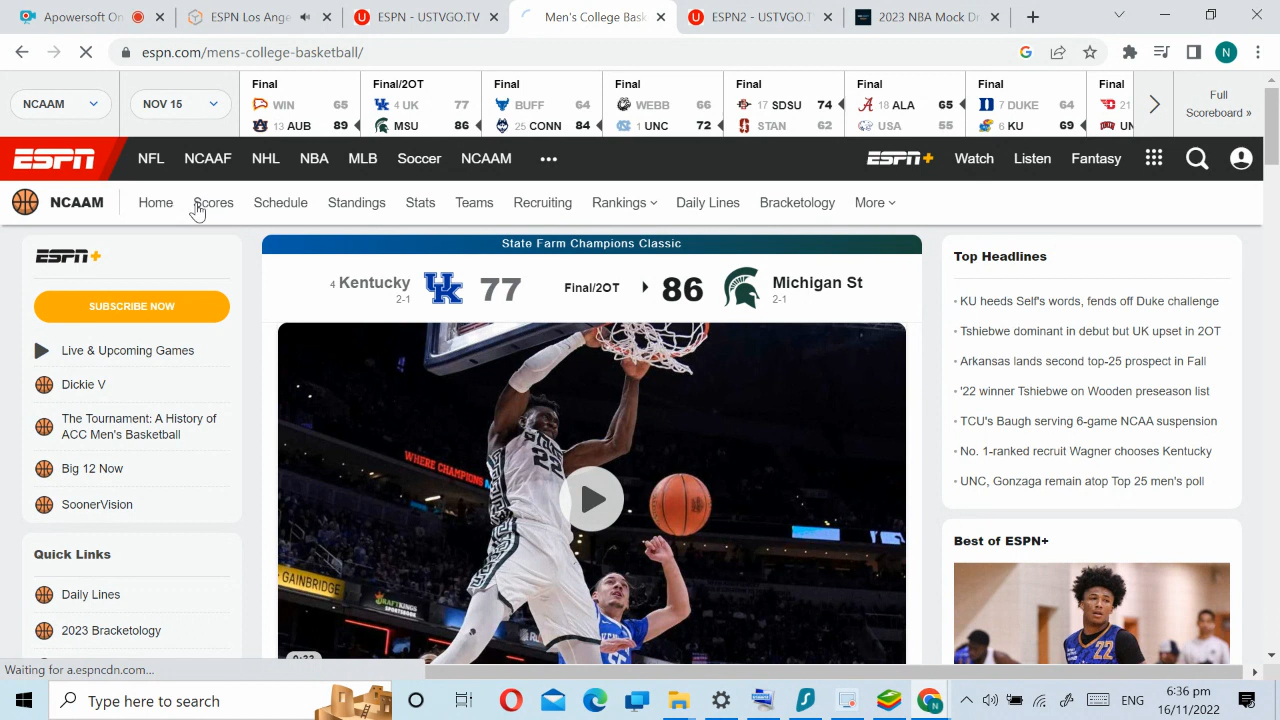 Apowersoft On
ESPN Los Ang
ESPN - USTVGO.TV
Men's College Bas
ESPN2 - USTVGO.T
2023 NBA Mock D
espn.com/mens-college-basketball/
N
NCAAM
NOV 15
Final
WIN 65
13 AUB 89
Final/2OT
4 UK 77
MSU 86
Final
BUFF 64
25 CONN 84
Final
WEBB 66
1 UNC 72
Final
17 SDSU 74
STAN 62
Final
18 ALA 65
USA 55
Final
7 DUKE 64
6 KU 69
Final
21
UN
Full
Scoreboard »
ESPN NFL NCAAF NHL NBA MLB Soccer NCAAM ••• ESPN+ Watch Listen Fantasy
NCAAM Home Scores Schedule Standings Stats Teams Recruiting Rankings Daily Lines Bracketology More
ESPN+
SUBSCRIBE NOW
Live & Upcoming Games
Dickie V
The Tournament: A History of
ACC Men's Basketball
Big 12 Now
SoonerVision
Quick Links
Daily Lines
2023 Bracketology
State Farm Champions Classic
4 Kentucky 77 Final/2OT 86 Michigan St
2-1 2-1
WHERE CHAMPIONS
22
GAINBRIDGE
DRAFTKINGS
SPORTSBOOK
0:33
Top Headlines
· KU heeds Self's words, fends off Duke challenge
· Tshiebwe dominant in debut but UK upset in 2OT
· Arkansas lands second top-25 prospect in Fall
· '22 winner Tshiebwe on Wooden preseason list
· TCU's Baugh serving 6-game NCAA suspension
· No. 1-ranked recruit Wagner chooses Kentucky
· UNC, Gonzaga remain atop Top 25 men's poll
Best of ESPN+
22
Waiting for a.espncdn.com...
Type here to search
N
ENG
6:36 pm
16/11/2022